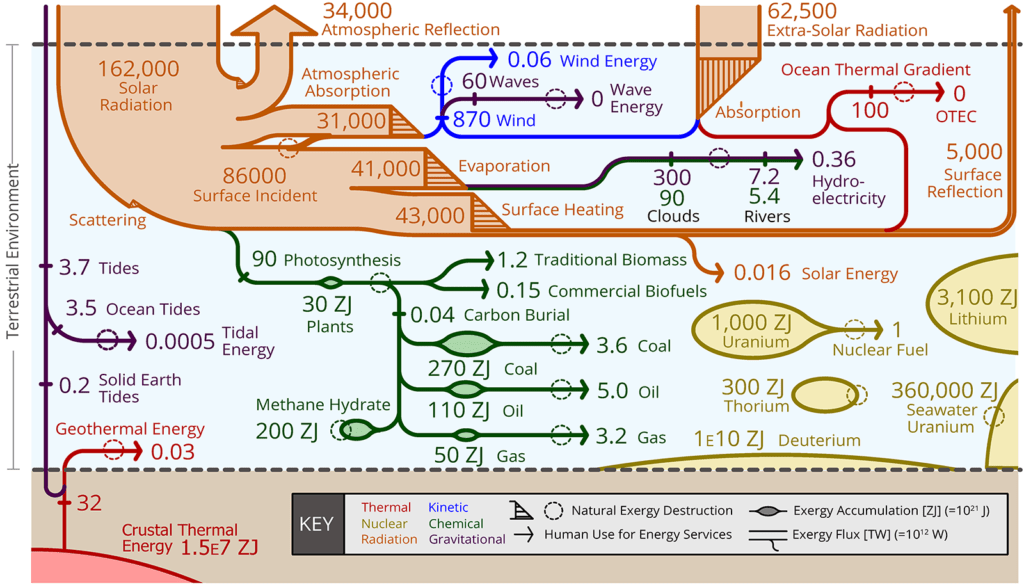 34,000
Atmospheric Reflection
62,500
Extra-Solar Radiation
162,000
Solar
Radiation
Atmospheric
Absorption
31,000
0.06 Wind Energy
60 Waves
0 Wave
Energy
870 Wind
Absorption
Ocean Thermal Gradient
100
0
OTEC
86000
Surface Incident
41,000
Evaporation
43,000
Surface Heating
300
90
Clouds
7.2
5.4
Rivers
0.36
Hydro-
electricity
5,000
Surface
Reflection
Scattering
Terrestrial Environment
3.7 Tides
3.5 Ocean Tides
0.0005 Tidal
Energy
0.2 Solid Earth
Tides
Geothermal Energy
0.03
32
Crustal Thermal
Energy 1.5E7 ZJ
90 Photosynthesis
30 ZJ
Plants
1.2 Traditional Biomass
0.15 Commercial Biofuels
0.04 Carbon Burial
3.6 Coal
270 ZJ Coal
5.0 Oil
110 ZJ Oil
Methane Hydrate
200 ZJ
3.2 Gas
50 ZJ Gas
0.016 Solar Energy
1,000 ZJ
Uranium
1
Nuclear Fuel
3,100 ZJ
Lithium
300 ZJ
Thorium
360,000 ZJ
Seawater
Uranium
1E10 ZJ Deuterium
KEY
Thermal Kinetic
Nuclear Chemical
Radiation Gravitational
Natural Exergy Destruction
Human Use for Energy Services
Exergy Accumulation [ZJ] (=10²¹ J)
Exergy Flux [TW] (=10¹² W)